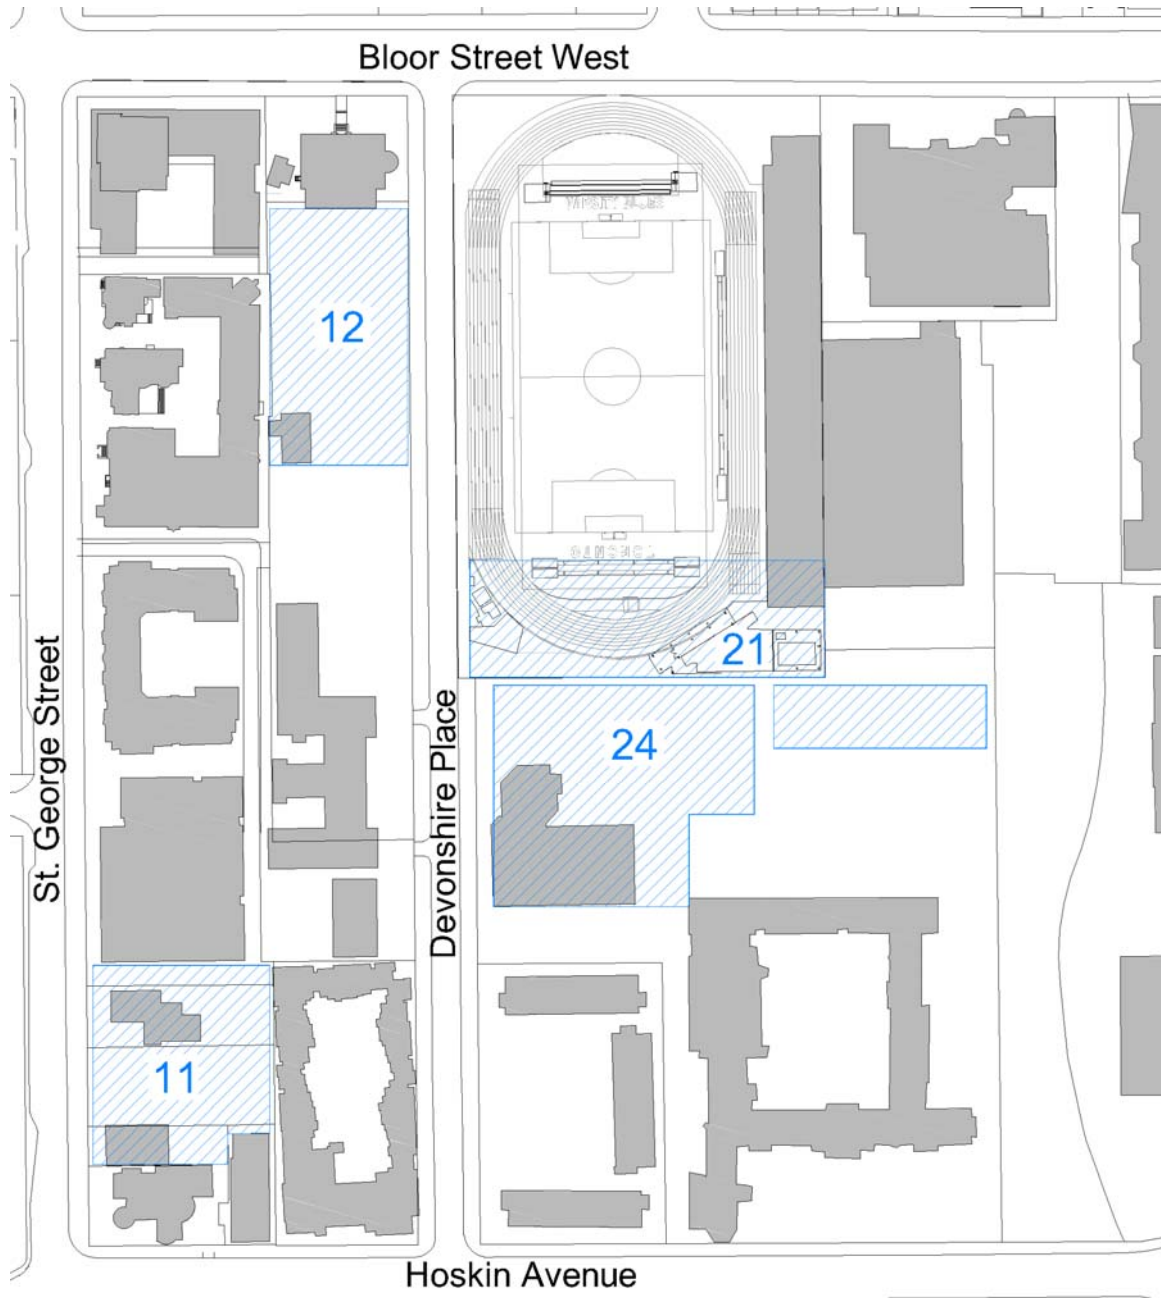 Bloor Street West
12
21
24
St. George Street
Devonshire Place
11
Hoskin Avenue